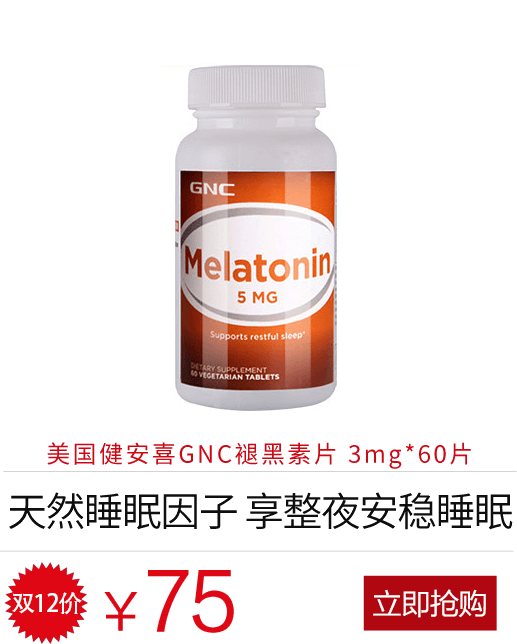 GNC
Melatonin
5 MG
Supports restful sleep*
DIETARY SUPPLEMENT
60 VEGETARIAN TABLETS
美国健安喜GNC褪黑素片 3mg*60片
天然睡眠因子 享整夜安稳睡眠
双12价
￥75
立即抢购